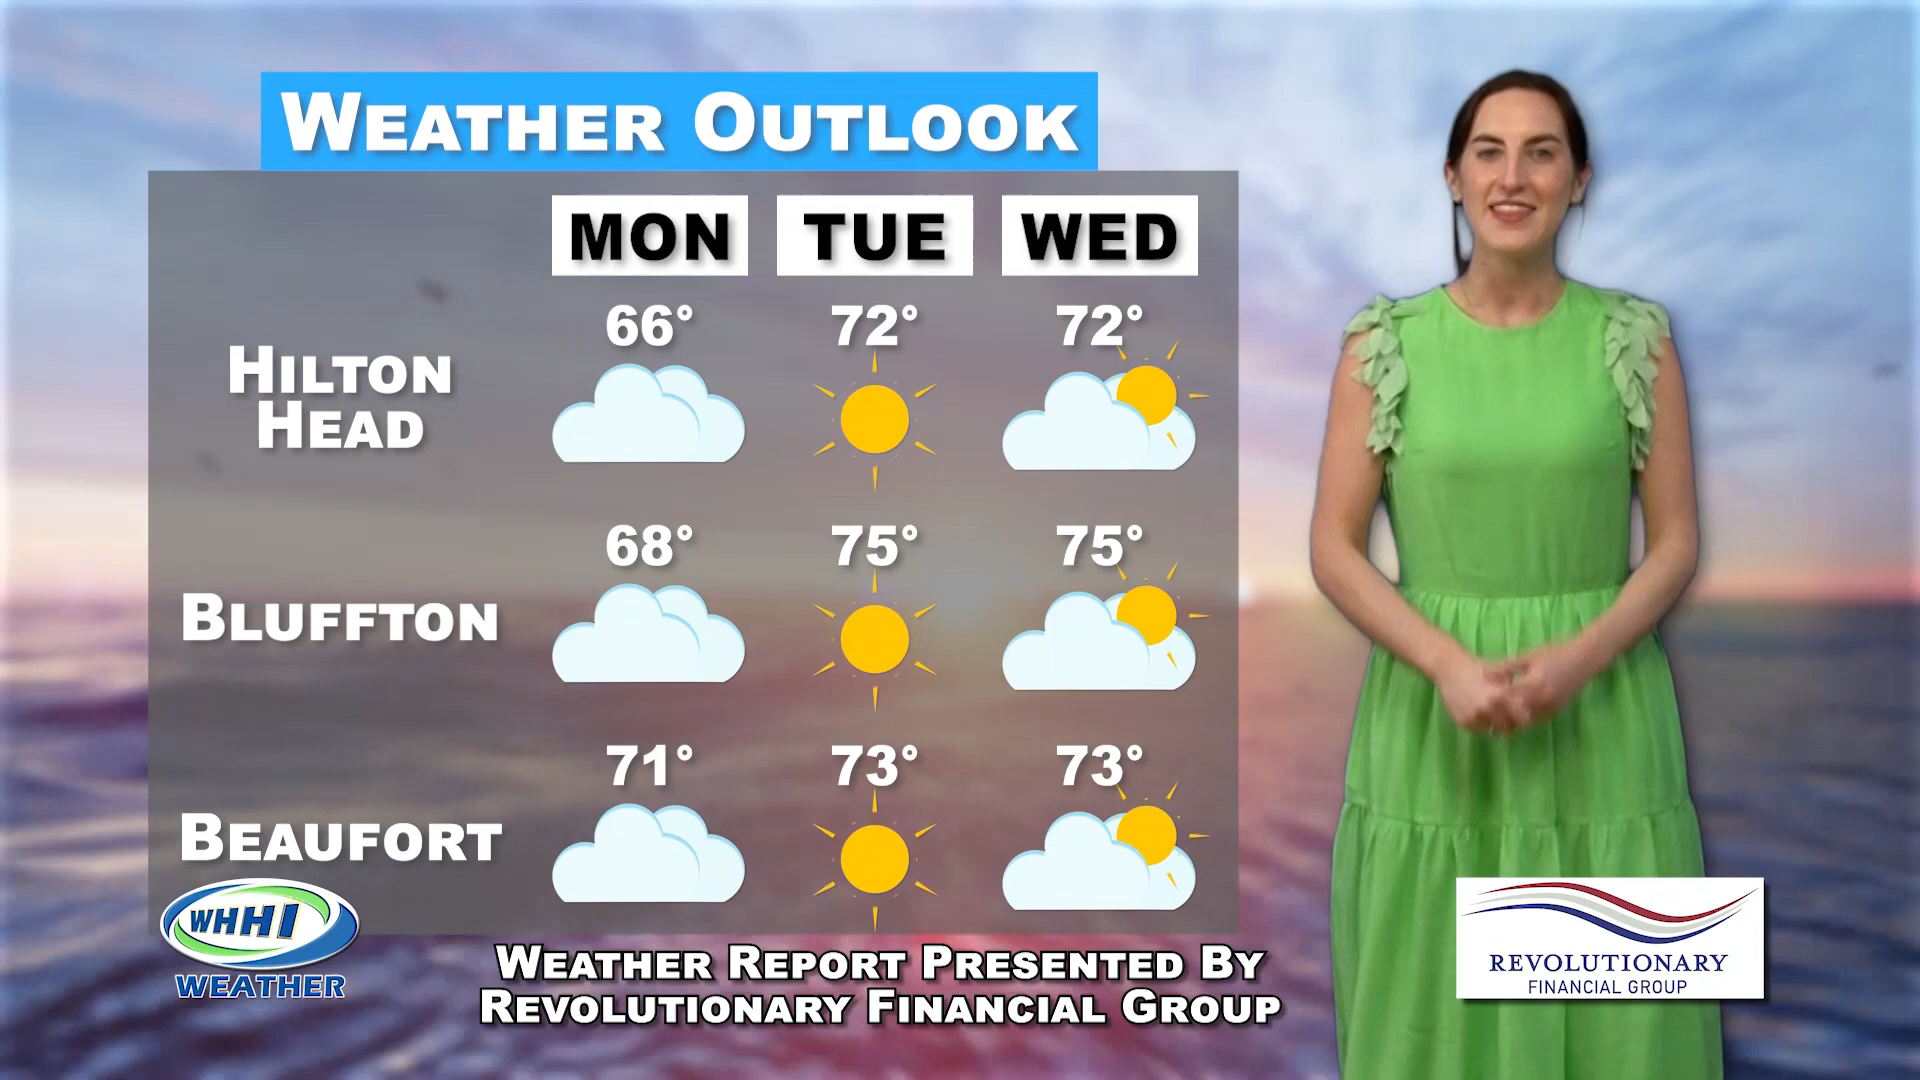 WEATHER OUTLOOK
MON TUE WED
66° 72° 72°
HILTON
HEAD
68° 75° 75°
BLUFFTON
71° 73° 73°
BEAUFORT
WHHI
WEATHER
WEATHER REPORT PRESENTED BY
REVOLUTIONARY FINANCIAL GROUP
REVOLUTIONARY
FINANCIAL GROUP